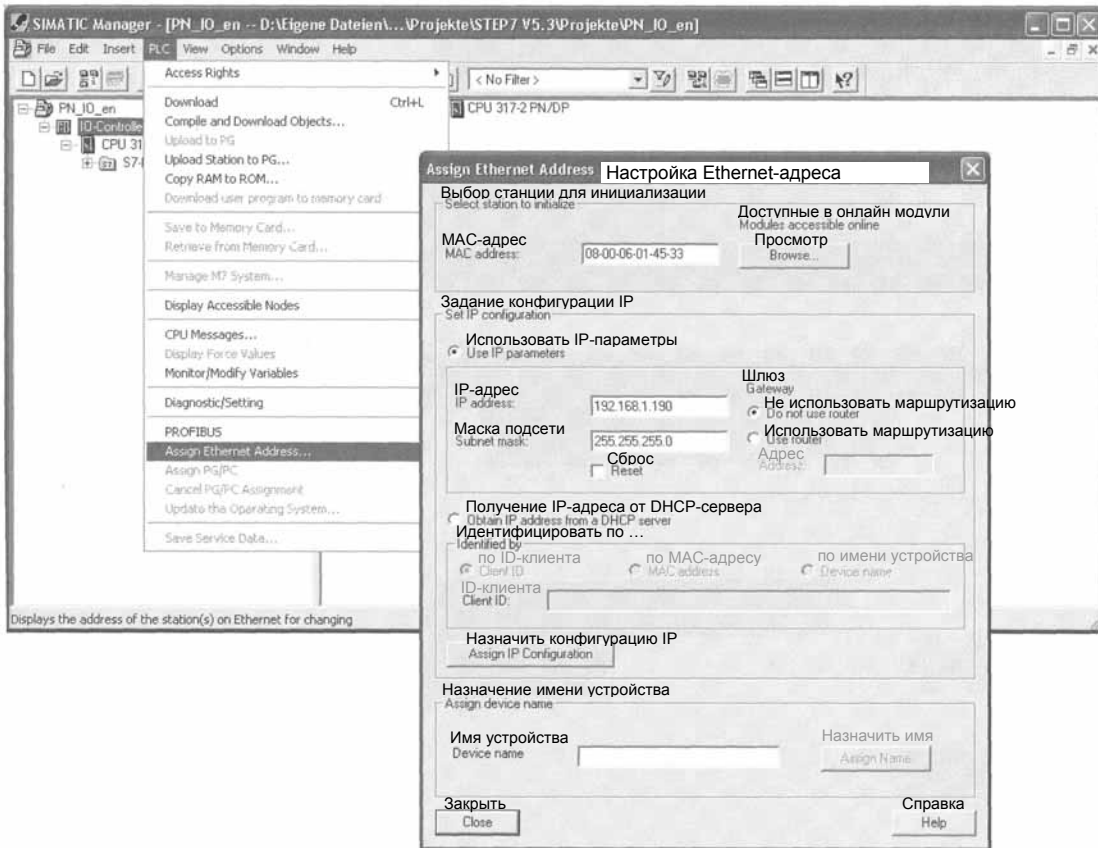 SIMATIC Manager - [PN_IO_en -- D:\Eigene Dateien\...\Projekte\STEP7 V5.3\Projekte\PN_IO_en]
File Edit Insert PLC View Options Window Help
< No Filter >
PN_IO_en
IO-Controlle
CPU 31
S7-
CPU 317-2 PN/DP
Access Rights
Download Ctrl+L
Compile and Download Objects...
Upload to PG
Upload Station to PG...
Copy RAM to ROM...
Download user program to memory card
Save to Memory Card...
Retrieve from Memory Card...
Manage M7 System...
Display Accessible Nodes
CPU Messages...
Display Force Values
Monitor/Modify Variables
Diagnostic/Setting
PROFIBUS
Assign Ethernet Address...
Assign PG/PC
Cancel PG/PC Assignment
Update the Operating System...
Save Service Data...
Displays the address of the station(s) on Ethernet for changing
Assign Ethernet Address Настройка Ethernet-адреса
Выбор станции для инициализации
Select station to initialize
Доступные в онлайн модули
Modules accessible online
MAC-адрес
MAC address: 08-00-06-01-45-33
Просмотр
Browse...
Задание конфигурации IP
Set IP configuration
Использовать IP-параметры
Use IP parameters
IP-адрес
IP address: 192.168.1.190
Маска подсети
Subnet mask: 255.255.255.0
Сброс
Reset
Шлюз
Gateway
Не использовать маршрутизацию
Do not use router
Использовать маршрутизацию
Use router
Адрес
Address:
Получение IP-адреса от DHCP-сервера
Obtain IP address from a DHCP server
Идентифицировать по ...
Identified by
по ID-клиента по MAC-адресу по имени устройства
Client ID MAC address Device name
ID-клиента
Client ID:
Назначить конфигурацию IP
Assign IP Configuration
Назначение имени устройства
Assign device name
Имя устройства
Device name
Назначить имя
Assign Name
Закрыть
Close
Справка
Help